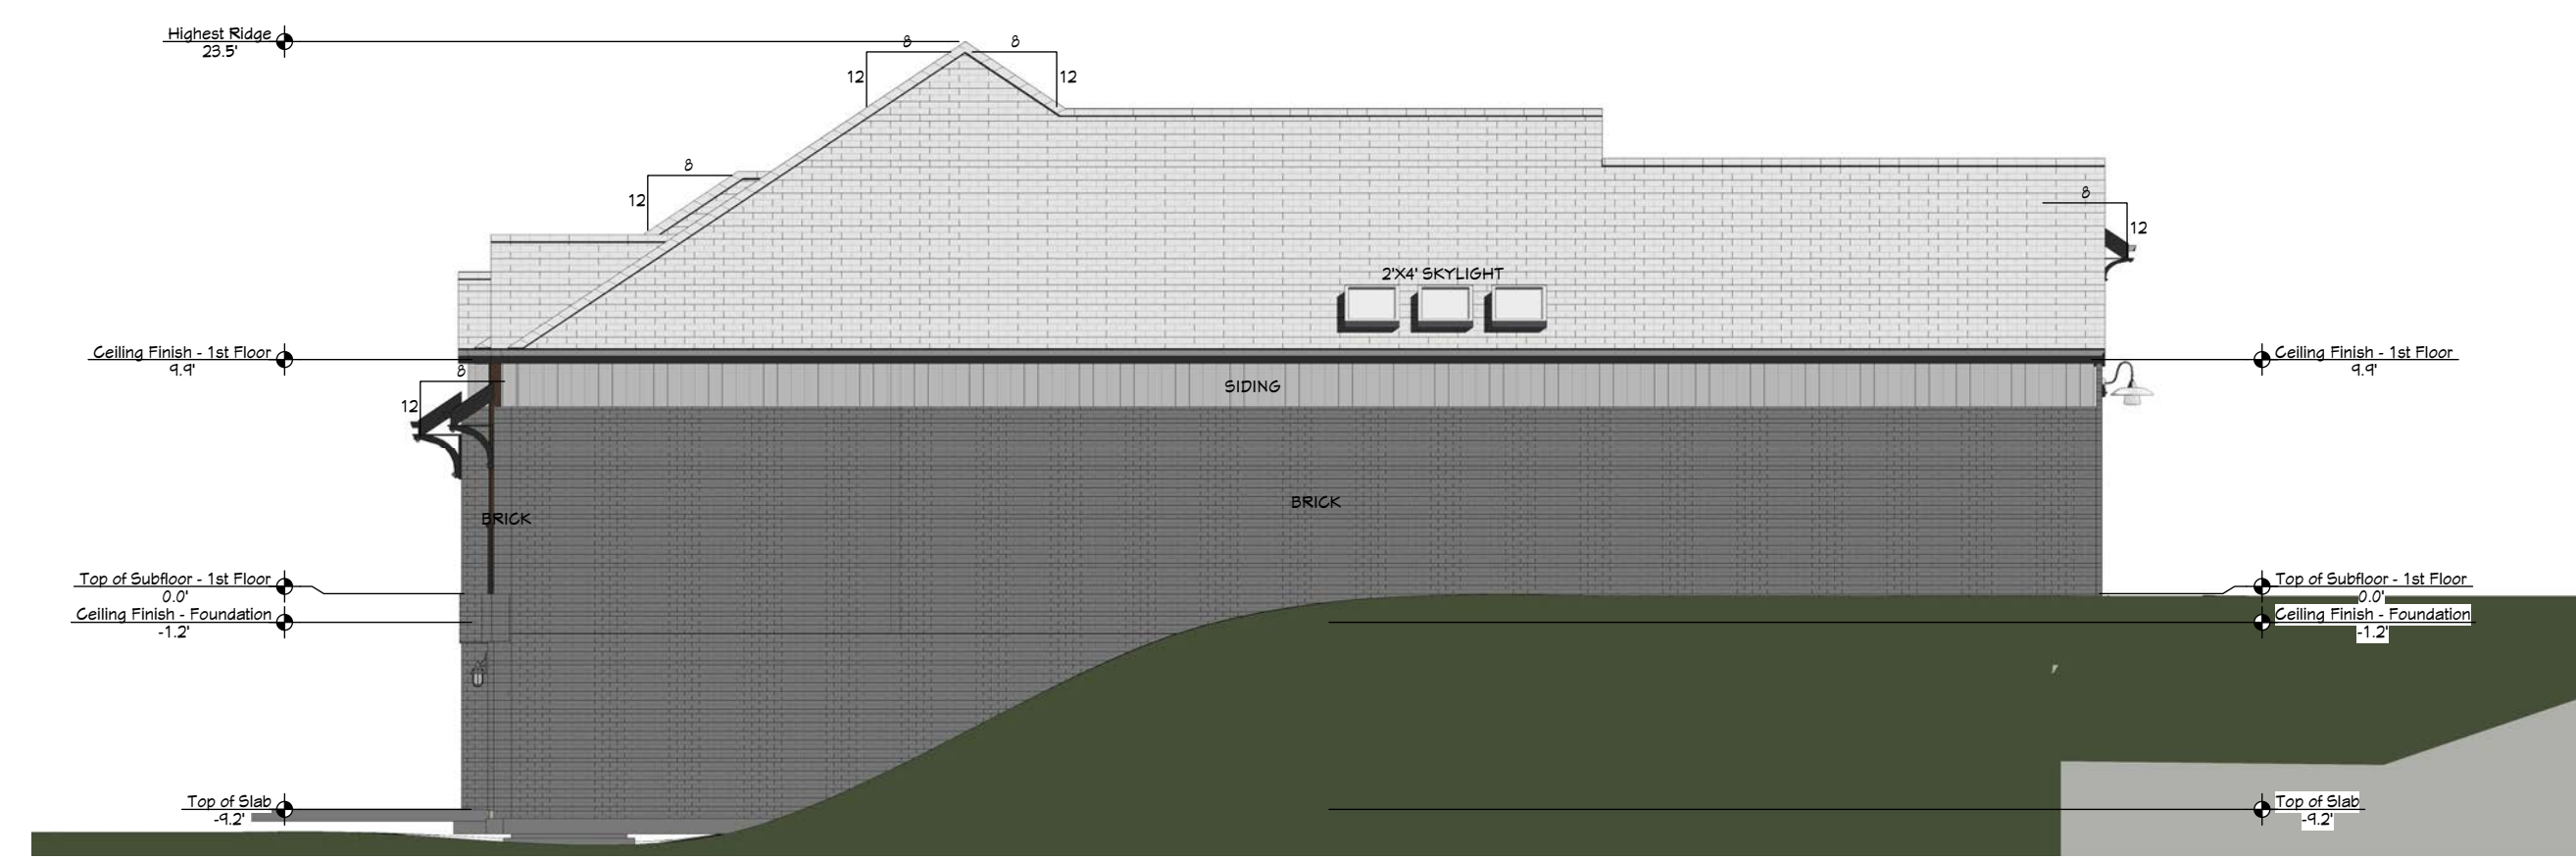 Highest Ridge
23.5'
8
8
12
12
8
12
8
12
2'X4' SKYLIGHT
Ceiling Finish - 1st Floor
9.9'
Ceiling Finish - 1st Floor
9.9'
8
12
SIDING
BRICK
BRICK
Top of Subfloor - 1st Floor
0.0'
Top of Subfloor - 1st Floor
0.0'
Ceiling Finish - Foundation
-1.2'
Ceiling Finish - Foundation
-1.2'
Top of Slab
-9.2'
Top of Slab
-9.2'